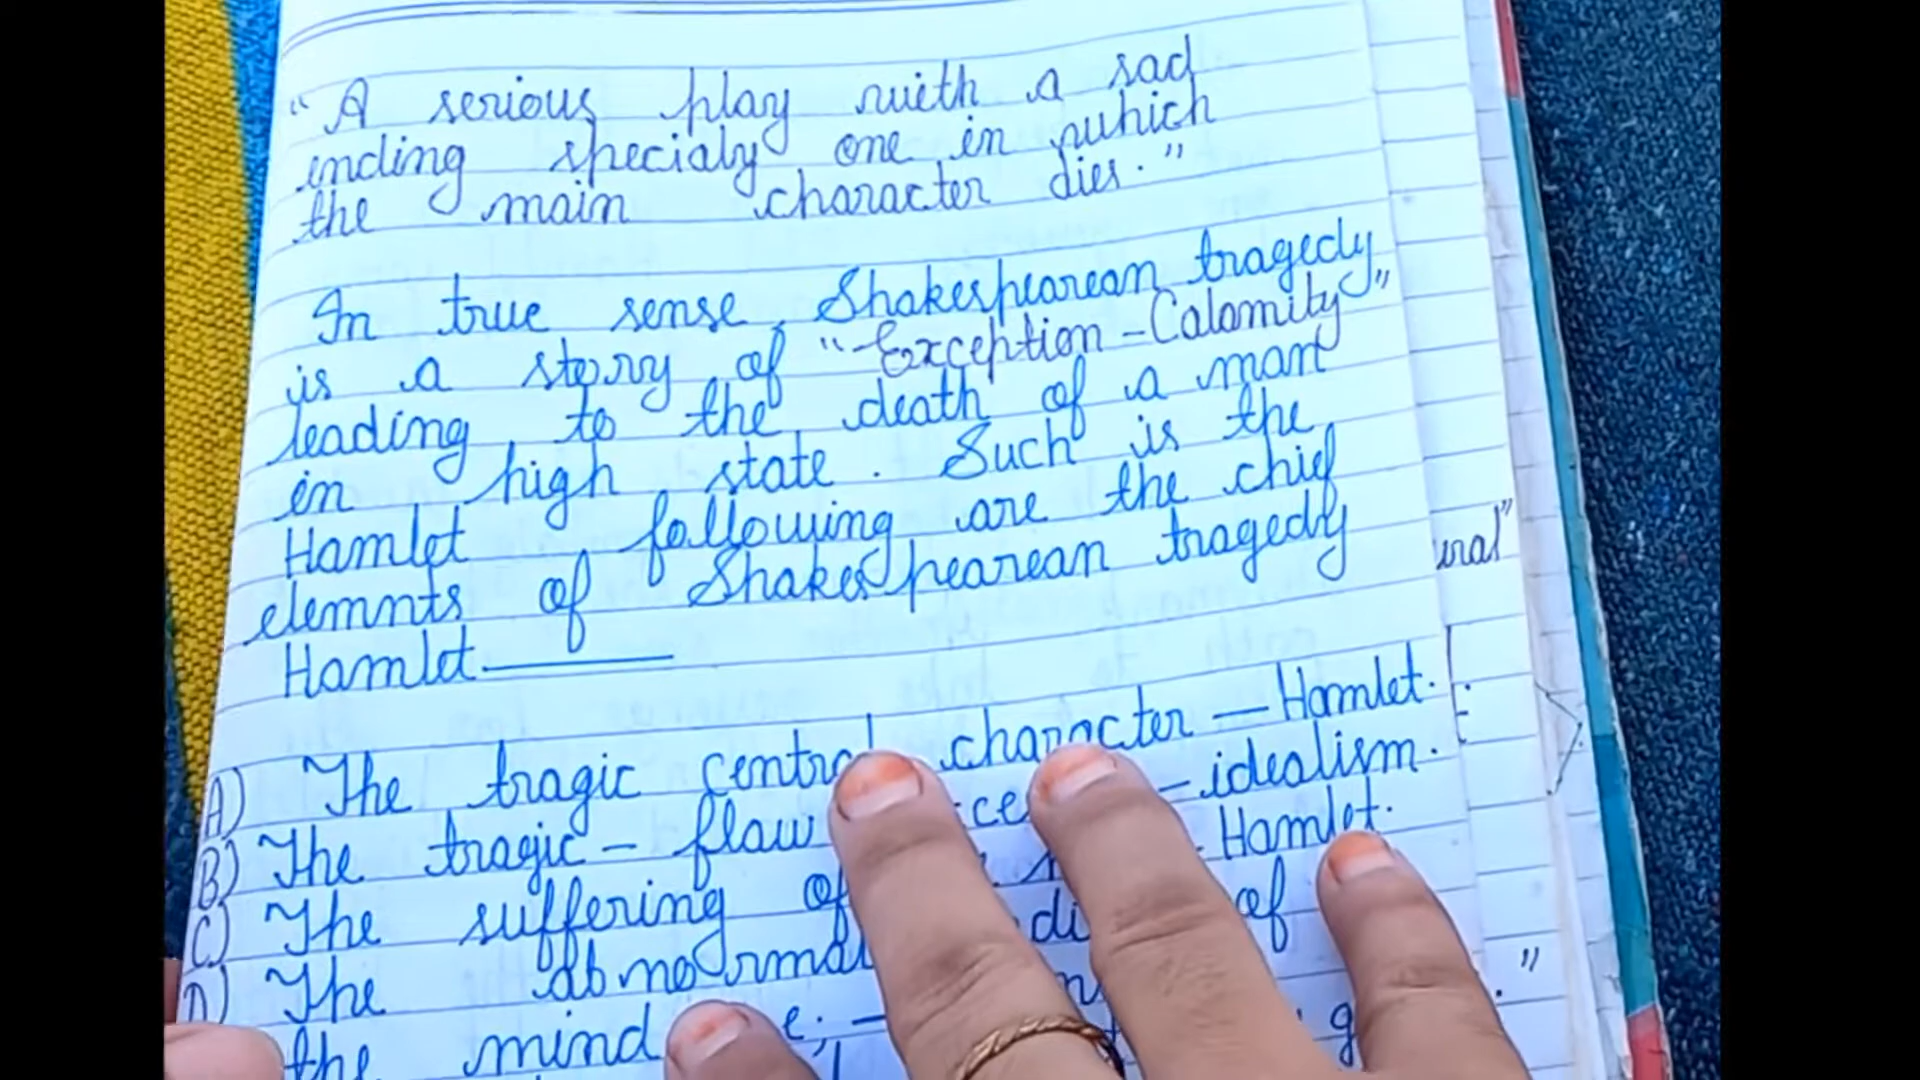 "A serious play with a sad
ending specialy one in which
the main character dies."
In true sense, Shakespearean tragedy
is a story of "Exception - Calamity"
leading to the death of a man
in high state. Such is the
Hamlet following are the chief
elemnts of Shakespearean tragedy
Hamlet
A) The tragic central character — Hamlet.
B) The tragic - flaw — idealism.
C) The suffering of Hamlet.
D) The abnormal of
the mind